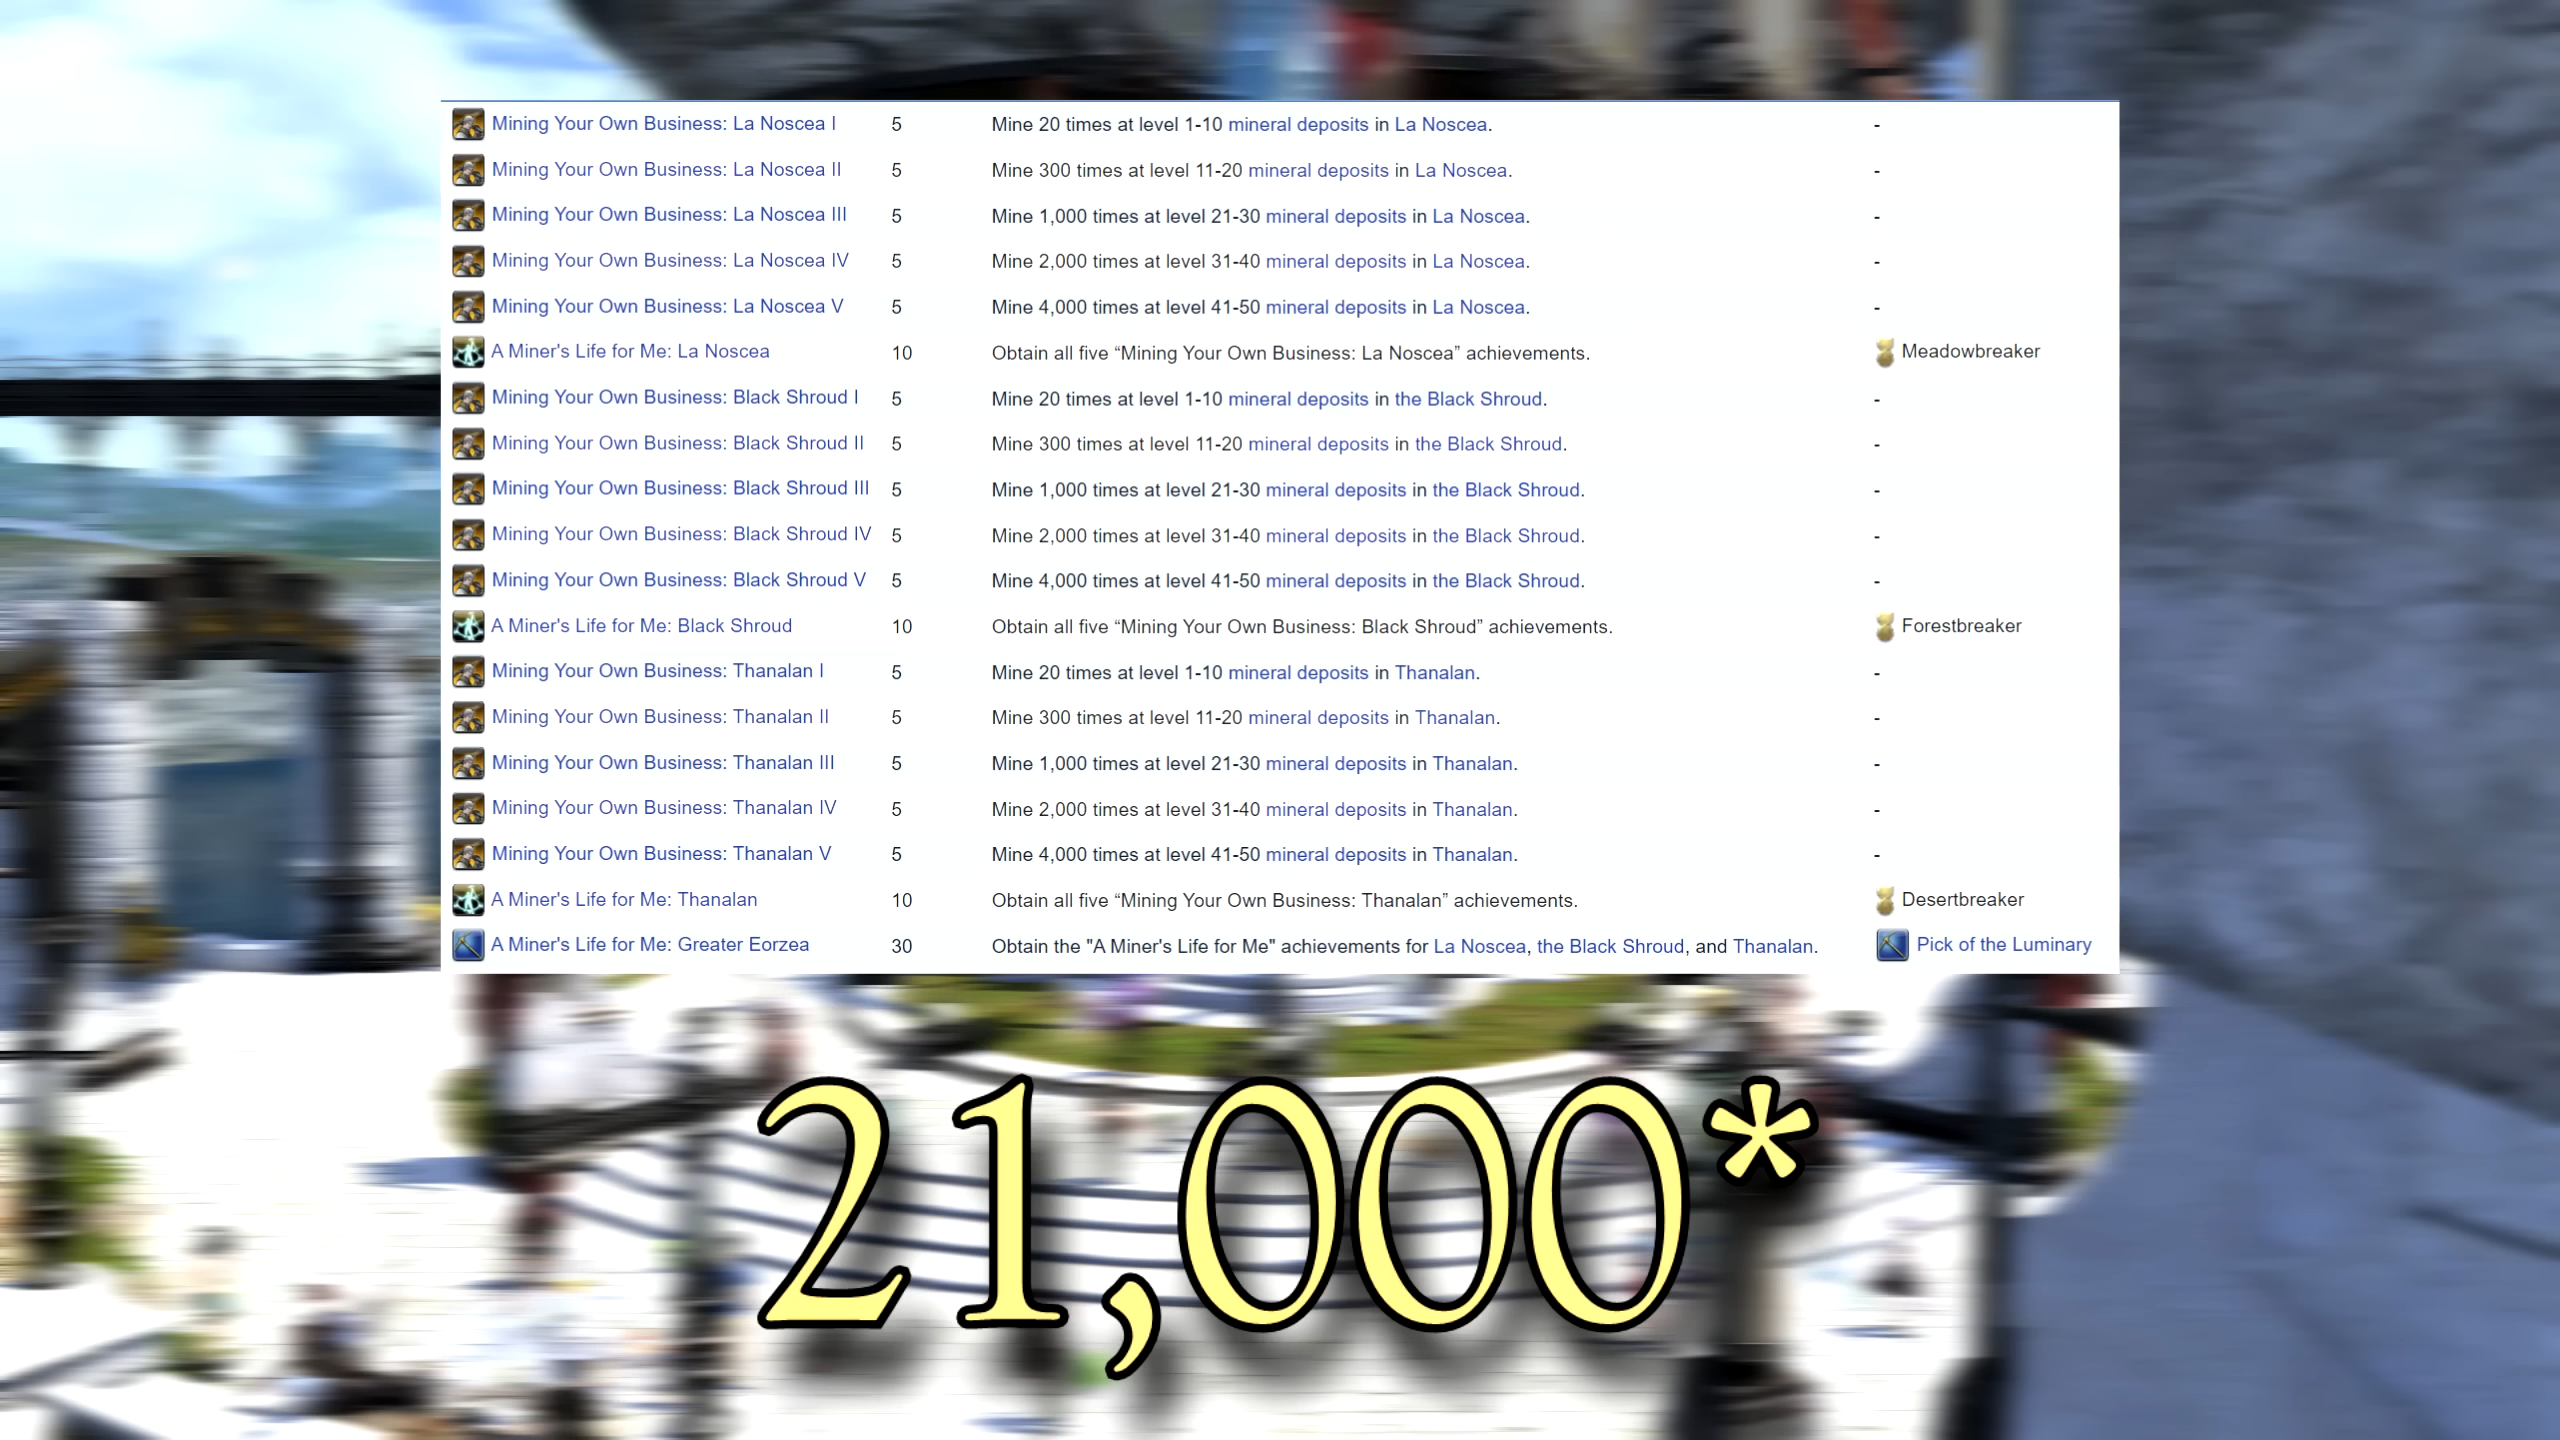 Mining Your Own Business: La Noscea I 5 Mine 20 times at level 1-10 mineral deposits in La Noscea. -
Mining Your Own Business: La Noscea II 5 Mine 300 times at level 11-20 mineral deposits in La Noscea. -
Mining Your Own Business: La Noscea III 5 Mine 1,000 times at level 21-30 mineral deposits in La Noscea. -
Mining Your Own Business: La Noscea IV 5 Mine 2,000 times at level 31-40 mineral deposits in La Noscea. -
Mining Your Own Business: La Noscea V 5 Mine 4,000 times at level 41-50 mineral deposits in La Noscea. -
A Miner's Life for Me: La Noscea 10 Obtain all five “Mining Your Own Business: La Noscea” achievements. Meadowbreaker
Mining Your Own Business: Black Shroud I 5 Mine 20 times at level 1-10 mineral deposits in the Black Shroud. -
Mining Your Own Business: Black Shroud II 5 Mine 300 times at level 11-20 mineral deposits in the Black Shroud. -
Mining Your Own Business: Black Shroud III 5 Mine 1,000 times at level 21-30 mineral deposits in the Black Shroud. -
Mining Your Own Business: Black Shroud IV 5 Mine 2,000 times at level 31-40 mineral deposits in the Black Shroud. -
Mining Your Own Business: Black Shroud V 5 Mine 4,000 times at level 41-50 mineral deposits in the Black Shroud. -
A Miner's Life for Me: Black Shroud 10 Obtain all five “Mining Your Own Business: Black Shroud” achievements. Forestbreaker
Mining Your Own Business: Thanalan I 5 Mine 20 times at level 1-10 mineral deposits in Thanalan. -
Mining Your Own Business: Thanalan II 5 Mine 300 times at level 11-20 mineral deposits in Thanalan. -
Mining Your Own Business: Thanalan III 5 Mine 1,000 times at level 21-30 mineral deposits in Thanalan. -
Mining Your Own Business: Thanalan IV 5 Mine 2,000 times at level 31-40 mineral deposits in Thanalan. -
Mining Your Own Business: Thanalan V 5 Mine 4,000 times at level 41-50 mineral deposits in Thanalan. -
A Miner's Life for Me: Thanalan 10 Obtain all five “Mining Your Own Business: Thanalan” achievements. Desertbreaker
A Miner's Life for Me: Greater Eorzea 30 Obtain the "A Miner's Life for Me" achievements for La Noscea, the Black Shroud, and Thanalan. Pick of the Luminary
21,000*